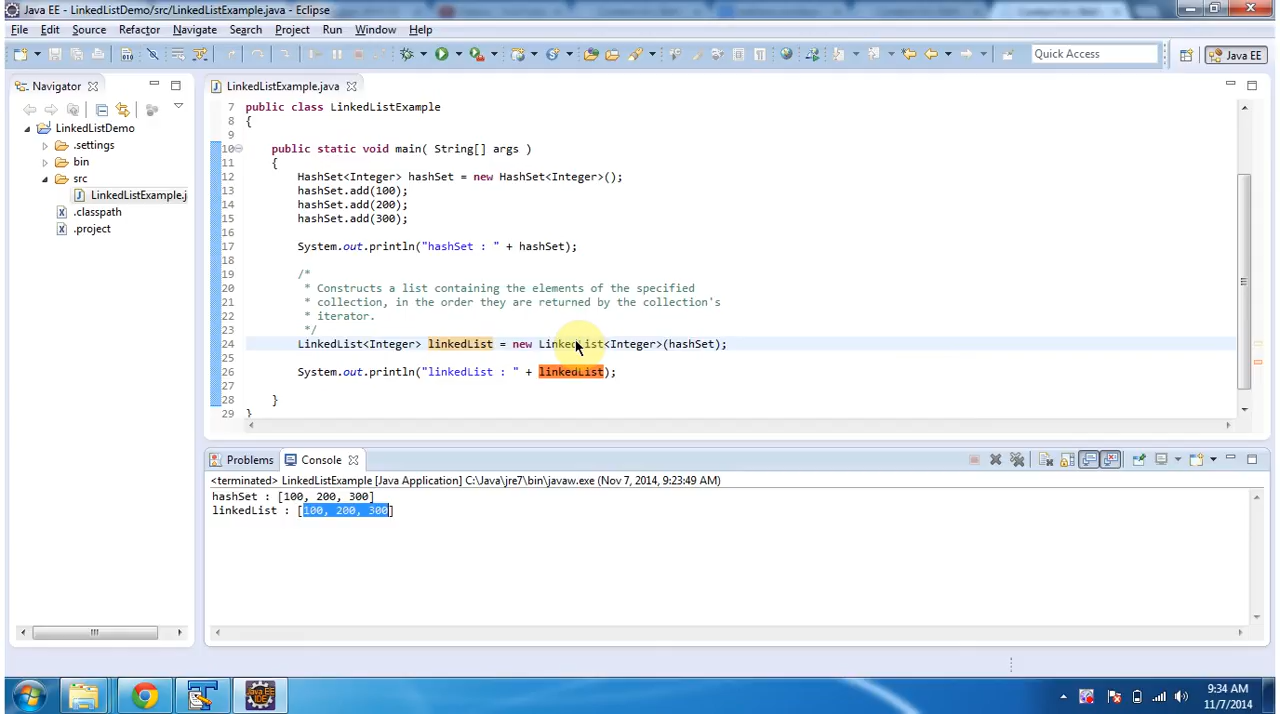 Java EE - LinkedListDemo/src/LinkedListExample.java - Eclipse
File Edit Source Refactor Navigate Search Project Run Window Help
Quick Access
Java EE
Navigator
LinkedListExample.java
LinkedListDemo
.settings
bin
src
LinkedListExample.j
.classpath
.project
7 public class LinkedListExample
8 {
9
10 public static void main( String[] args )
11 {
12 HashSet<Integer> hashSet = new HashSet<Integer>();
13 hashSet.add(100);
14 hashSet.add(200);
15 hashSet.add(300);
16
17 System.out.println("hashSet : " + hashSet);
18
19 /*
20 * Constructs a list containing the elements of the specified
21 * collection, in the order they are returned by the collection's
22 * iterator.
23 */
24 LinkedList<Integer> linkedList = new LinkedList<Integer>(hashSet);
25
26 System.out.println("linkedList : " + linkedList);
27
28 }
29 }
Problems Console
<terminated> LinkedListExample [Java Application] C:\Java\jre7\bin\javaw.exe (Nov 7, 2014, 9:23:49 AM)
hashSet : [100, 200, 300]
linkedList : [100, 200, 300]
Java EE
IDE
9:34 AM
11/7/2014